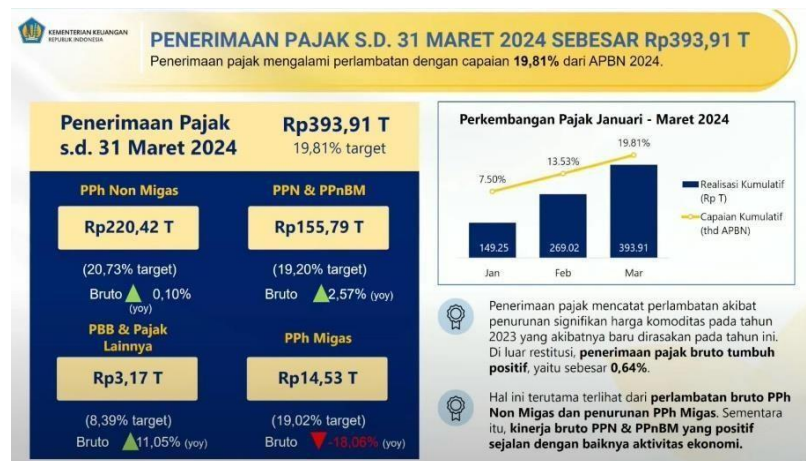 KEMENTERIAN KEUANGAN
REPUBLIK INDONESIA
PENERIMAAN PAJAK S.D. 31 MARET 2024 SEBESAR Rp393,91 T
Penerimaan pajak mengalami perlambatan dengan capaian 19,81% dari APBN 2024.
Penerimaan Pajak
s.d. 31 Maret 2024
Rp393,91 T
19,81% target
PPh Non Migas
Rp220,42 T
(20,73% target)
Bruto 0,10%
(yoy)
PPN & PPnBM
Rp155,79 T
(19,20% target)
Bruto 2,57% (yoy)
PBB & Pajak
Lainnya
Rp3,17 T
(8,39% target)
Bruto 11,05% (yoy)
PPh Migas
Rp14,53 T
(19,02% target)
Bruto -18,06% (yoy)
Perkembangan Pajak Januari - Maret 2024
7.50%
13.53%
19.81%
149.25
269.02
393.91
Jan
Feb
Mar
Realisasi Kumulatif
(Rp T)
Capaian Kumulatif
(thd APBN)
Penerimaan pajak mencatat perlambatan akibat
penurunan signifikan harga komoditas pada tahun
2023 yang akibatnya baru dirasakan pada tahun ini.
Di luar restitusi, penerimaan pajak bruto tumbuh
positif, yaitu sebesar 0,64%.
Hal ini terutama terlihat dari perlambatan bruto PPh
Non Migas dan penurunan PPh Migas. Sementara
itu, kinerja bruto PPN & PPnBM yang positif
sejalan dengan baiknya aktivitas ekonomi.